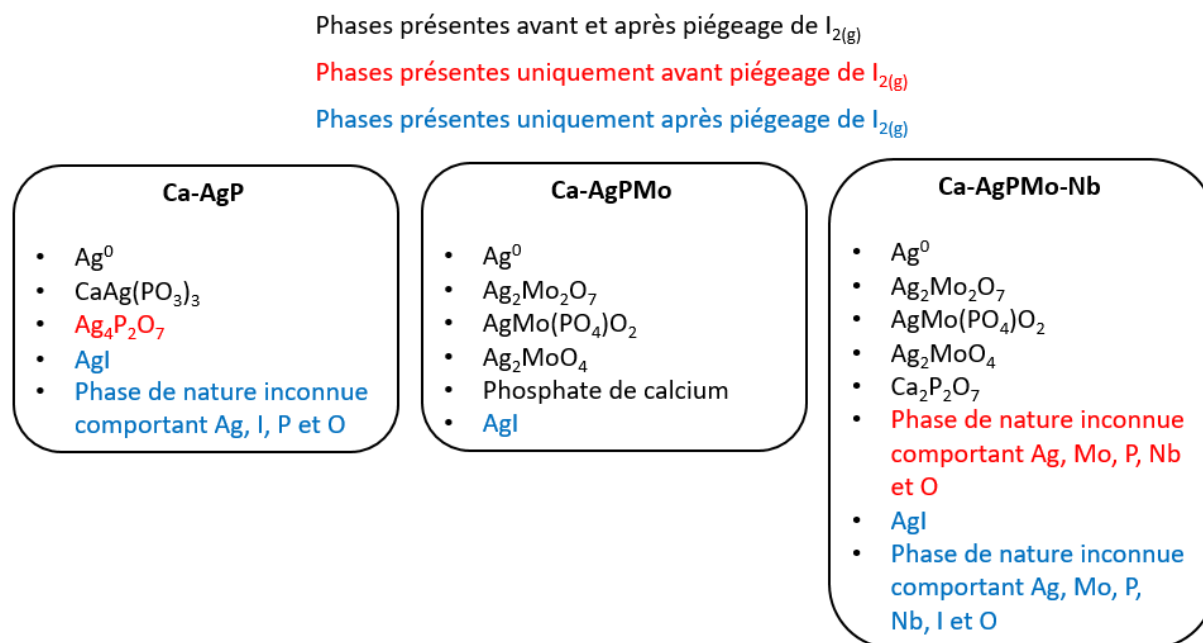 Phases présentes avant et après piégeage de I2(g)
Phases présentes uniquement avant piégeage de I2(g)
Phases présentes uniquement après piégeage de I2(g)
Ca-AgP
• Ag0
• CaAg(PO3)3
• Ag4P2O7
• AgI
• Phase de nature inconnue
comportant Ag, I, P et O
Ca-AgPMo
• Ag0
• Ag2Mo2O7
• AgMo(PO4)O2
• Ag2MoO4
• Phosphate de calcium
• AgI
Ca-AgPMo-Nb
• Ag0
• Ag2Mo2O7
• AgMo(PO4)O2
• Ag2MoO4
• Ca2P2O7
• Phase de nature inconnue
comportant Ag, Mo, P, Nb
et O
• AgI
• Phase de nature inconnue
comportant Ag, Mo, P,
Nb, I et O